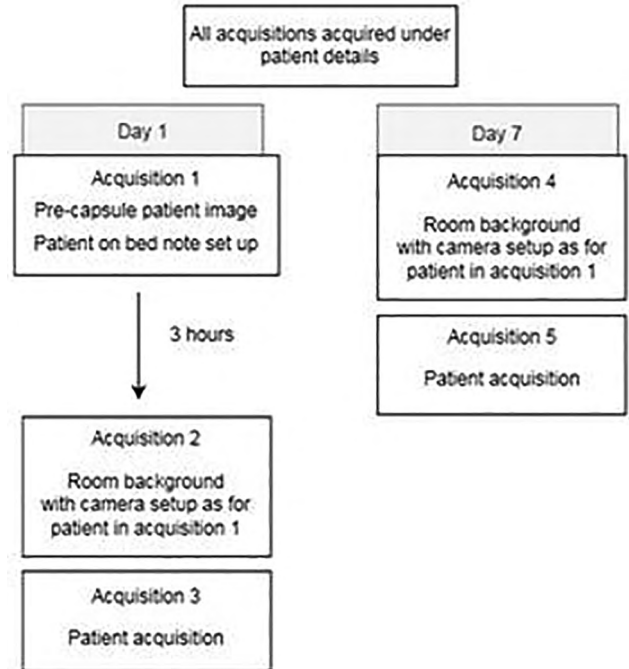 All acquisitions acquired under
patient details
Day 1
Acquisition 1
Pre-capsule patient image
Patient on bed note set up
3 hours
Acquisition 2
Room background
with camera setup as for
patient in acquisition 1
Acquisition 3
Patient acquisition
Day 7
Acquisition 4
Room background
with camera setup as for
patient in acquisition 1
Acquisition 5
Patient acquisition